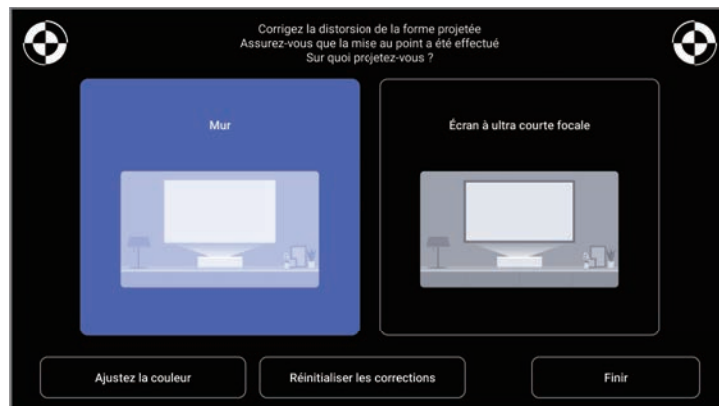 Corrigez la distorsion de la forme projetée
Assurez-vous que la mise au point a été effectué
Sur quoi projetez-vous ?
Mur
Écran à ultra courte focale
Ajustez la couleur
Réinitialiser les corrections
Finir